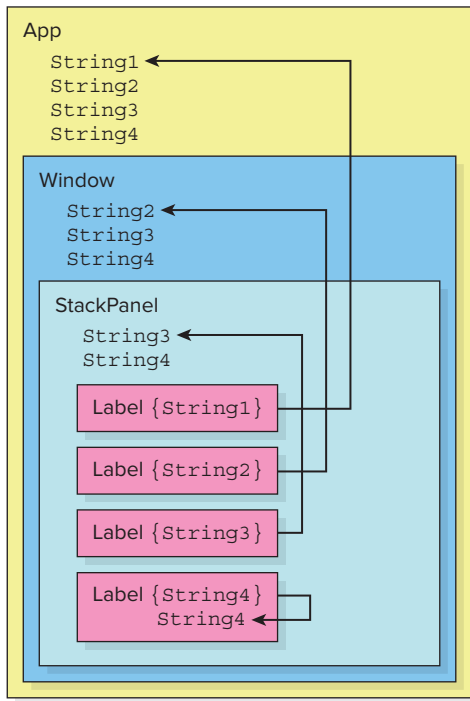 App
String1
String2
String3
String4
Window
String2
String3
String4
StackPanel
String3
String4
Label {String1}
Label {String2}
Label {String3}
Label {String4}
String4